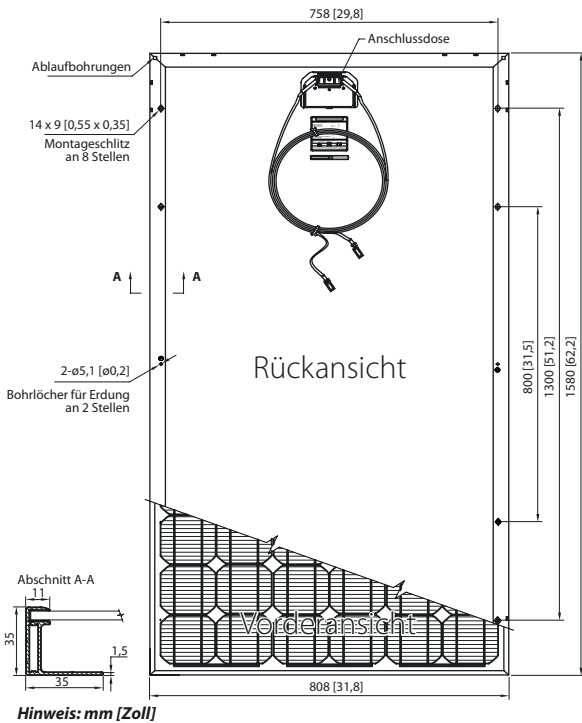 758 [29,8]
Anschlussdose
Ablaufbohrungen
14 x 9 [0,55 x 0,35]
Montageschlitz
an 8 Stellen
A
A
2-ø5,1 [ø0,2]
Bohrlöcher für Erdung
an 2 Stellen
Rückansicht
800 [31,5]
1300 [51,2]
1580 [62,2]
Abschnitt A-A
11
35
1,5
35
Vorderansicht
808 [31,8]
Hinweis: mm [Zoll]